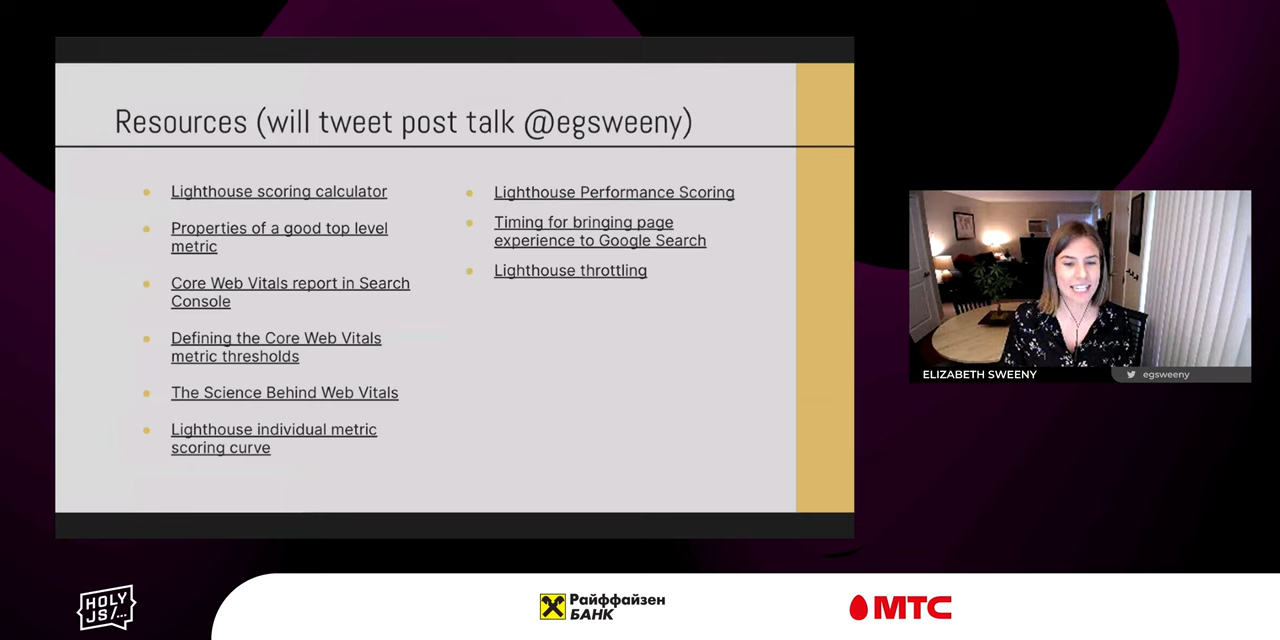 Resources (will tweet post talk @egsweeny)
Lighthouse scoring calculator
Properties of a good top level
metric
Core Web Vitals report in Search
Console
Defining the Core Web Vitals
metric thresholds
The Science Behind Web Vitals
Lighthouse individual metric
scoring curve
Lighthouse Performance Scoring
Timing for bringing page
experience to Google Search
Lighthouse throttling
ELIZABETH SWEENY
egsweeny
HOLY
JS/...
Райффайзен
БАНК
МТС